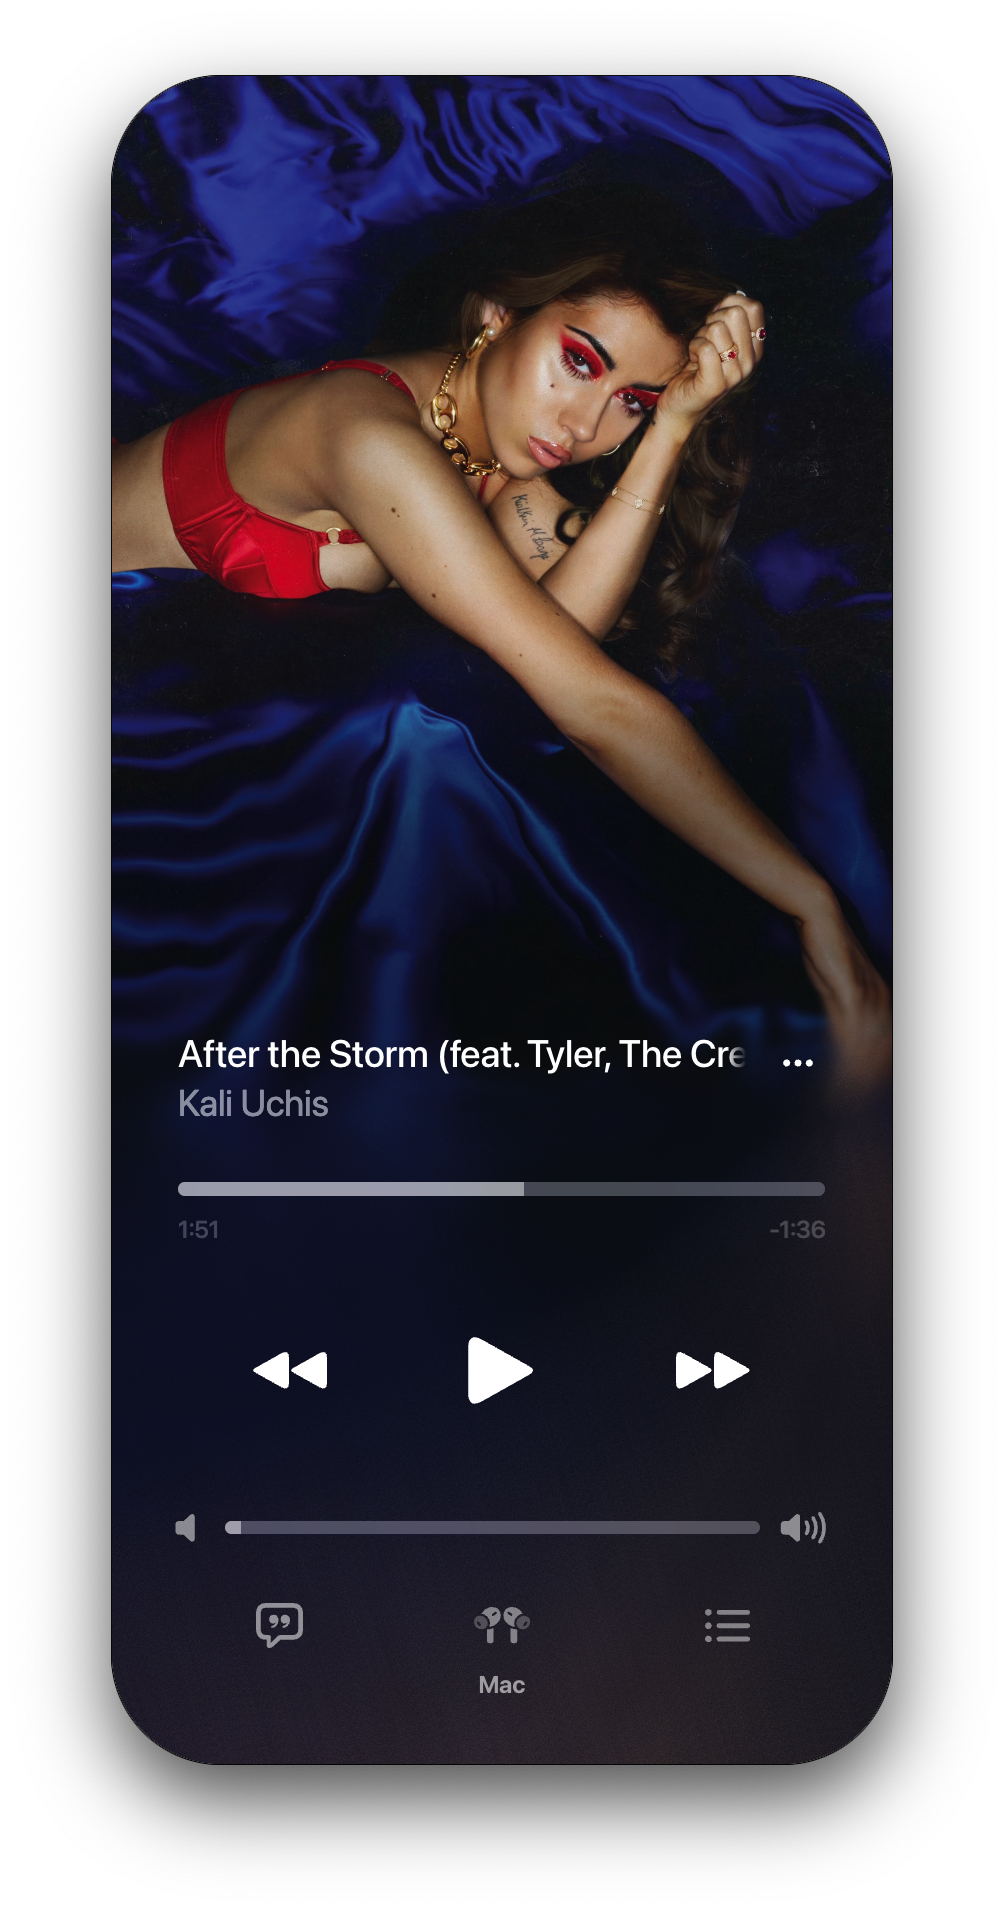 After the Storm (feat. Tyler, The Cre
Kali Uchis
1:51
-1:36
Mac